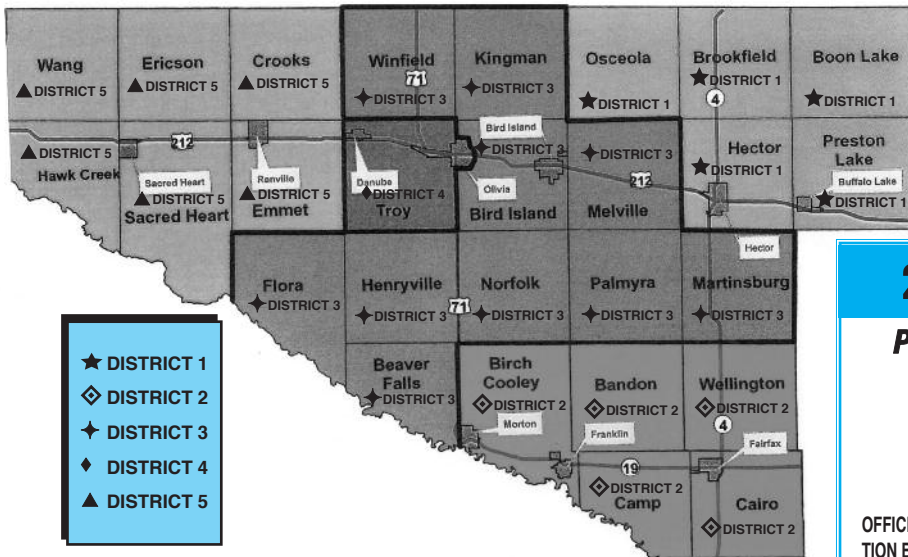 Wang
Ericson
Crooks
Winfield
Kingman
Osceola
Brookfield
Boon Lake
71
DISTRICT 5
DISTRICT 5
DISTRICT 5
DISTRICT 3
DISTRICT 3
DISTRICT 1
DISTRICT 1
DISTRICT 1
4
212
Bird Island
DISTRICT 5
DISTRICT 3
DISTRICT 3
Hector
Preston
Lake
Hawk Creek
Sacred Heart
Renville
Danube
Olivia
212
DISTRICT 1
Buffalo Lake
DISTRICT 5
DISTRICT 5
DISTRICT 4
DISTRICT 1
Sacred Heart
Emmet
Troy
Bird Island
Melville
Hector
Flora
Henryville
Norfolk
Palmyra
Martinsburg
71
DISTRICT 3
DISTRICT 3
DISTRICT 3
DISTRICT 3
DISTRICT 3
2
P
Beaver
Falls
Birch
Cooley
Bandon
Wellington
DISTRICT 3
DISTRICT 2
DISTRICT 2
DISTRICT 2
Morton
Franklin
4
Fairfax
19
DISTRICT 2
Camp
Cairo
DISTRICT 2
DISTRICT 1
DISTRICT 2
DISTRICT 3
DISTRICT 4
DISTRICT 5
OFFICI
TION E